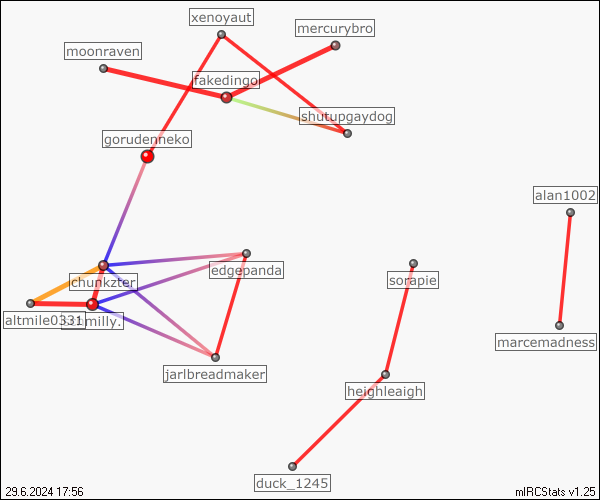 xenoyaut
mercurybro
moonraven
fakedingo
shutupgaydog
gorudenneko
alan1002
edgepanda
chunkzter
sorapie
altmile0331
milly.
marcemadness
jarlbreadmaker
heighleaigh
duck_1245
29.6.2024 17:56
mIRCStats v1.25